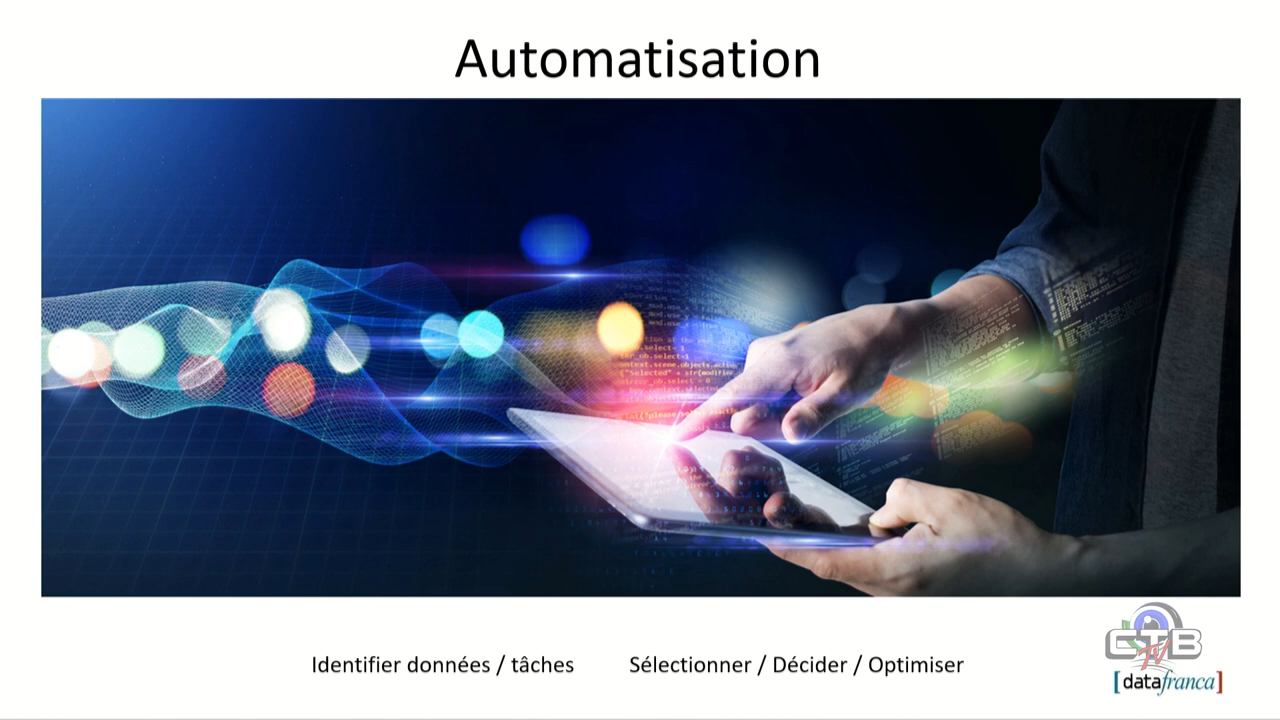 Automatisation
Identifier données / tâches
Sélectionner / Décider / Optimiser
CTB
TV
[datafranca]